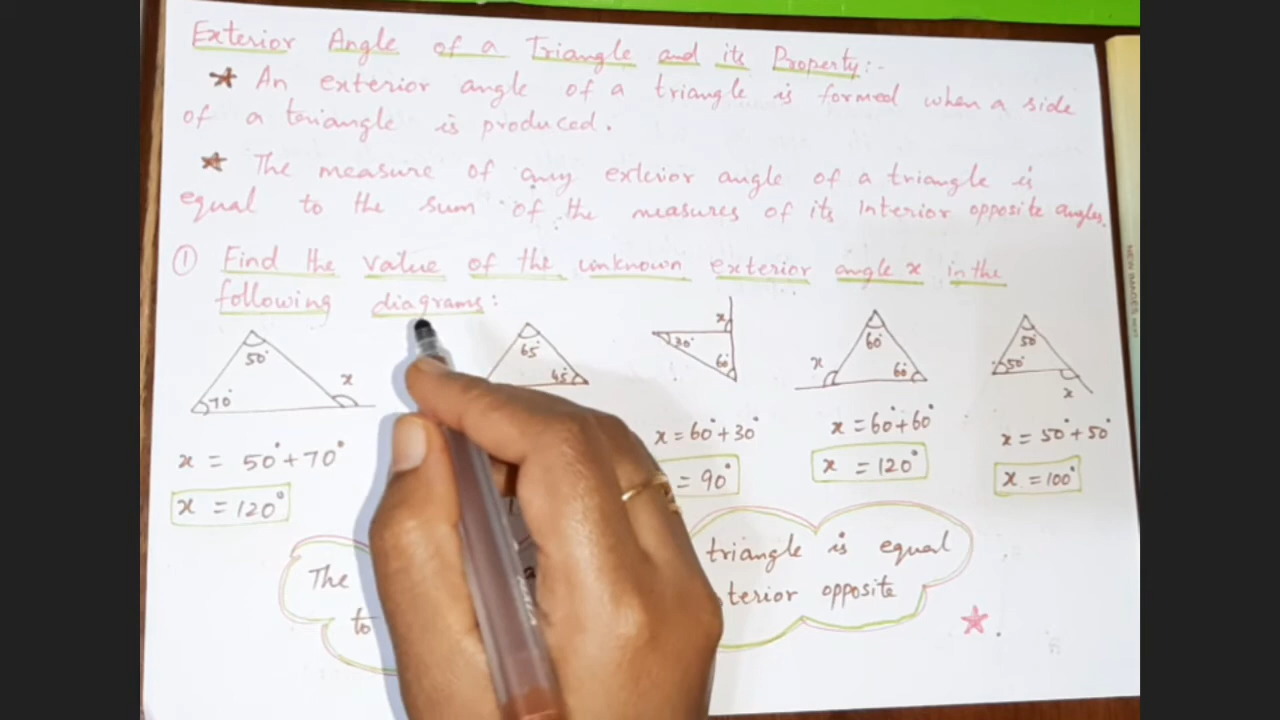 Exterior Angle of a Triangle and its Property:-
★ An exterior angle of a triangle is formed when a side
of a triangle is produced.
★ The measure of any exterior angle of a triangle is
equal to the sum of the measures of its Interior opposite angles.
① Find the value of the unknown exterior angle x in the
following diagrams:
50°
70°
x
x = 50° + 70°
x = 120°
65°
45°
x
30°
60°
x = 60° + 30°
= 90°
60°
x
60°
x = 60° + 60°
x = 120°
50°
50°
x
x = 50° + 50°
x = 100°
The triangle is equal
to terior opposite